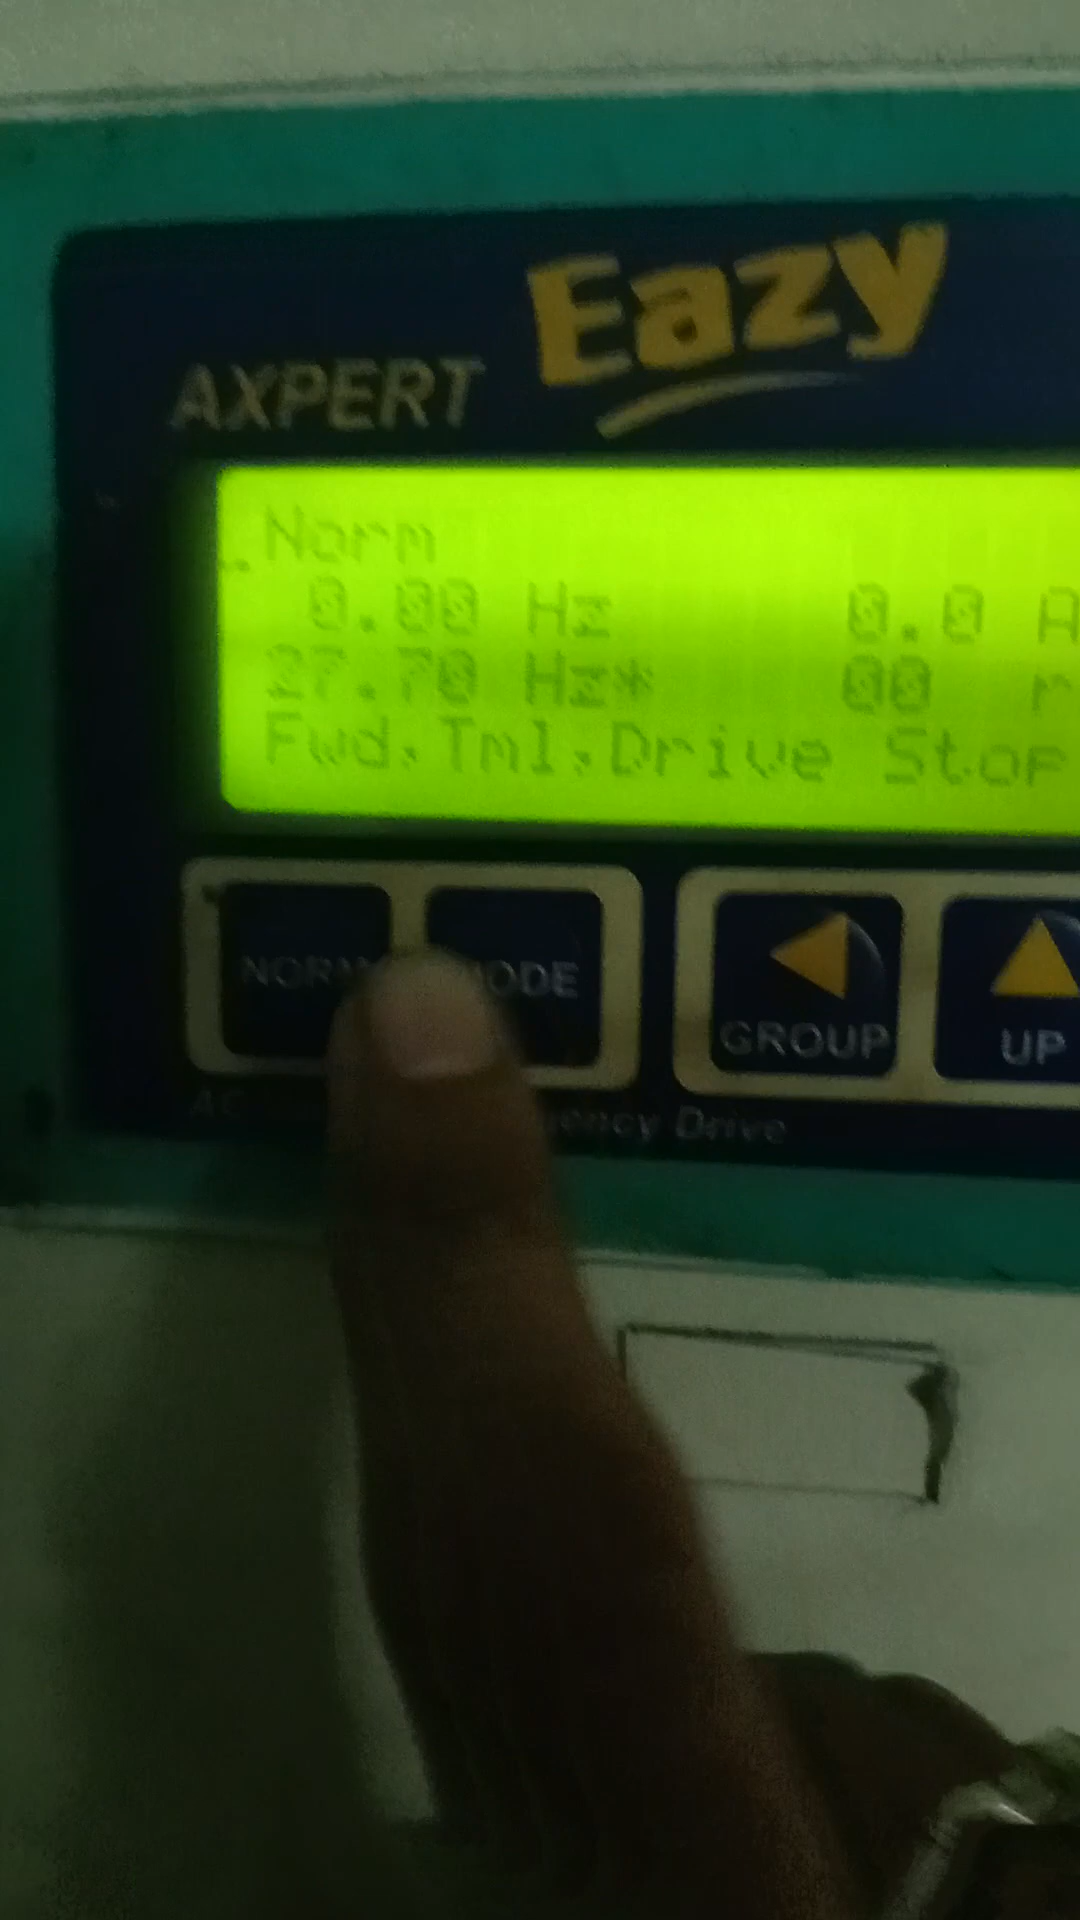 Eazy
AXPERT
Norm
0.00 Hz 0.0 A
27.70 Hz* 00 r
Fwd,Tml,Drive Stop
GROUP
UP
Drive